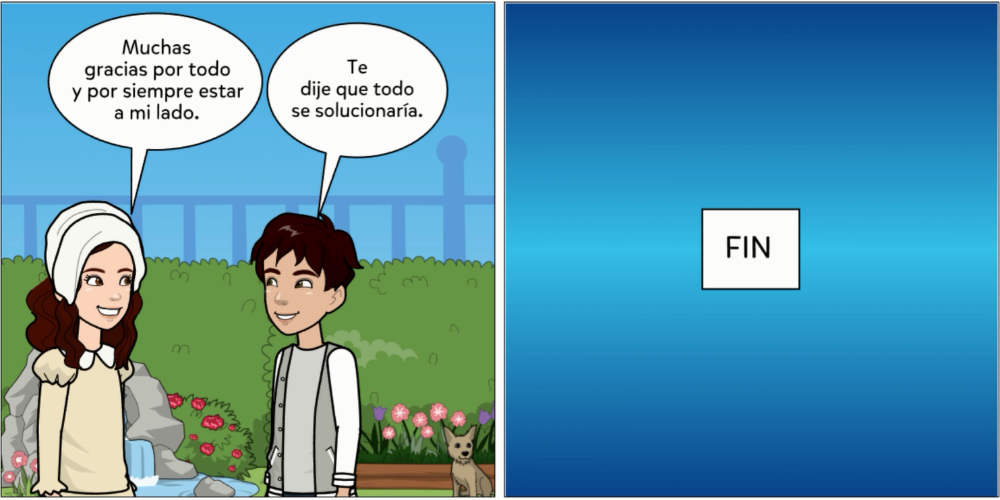 Muchas
gracias por todo
y por siempre estar
a mi lado.
Te
dije que todo
se solucionaría.
FIN